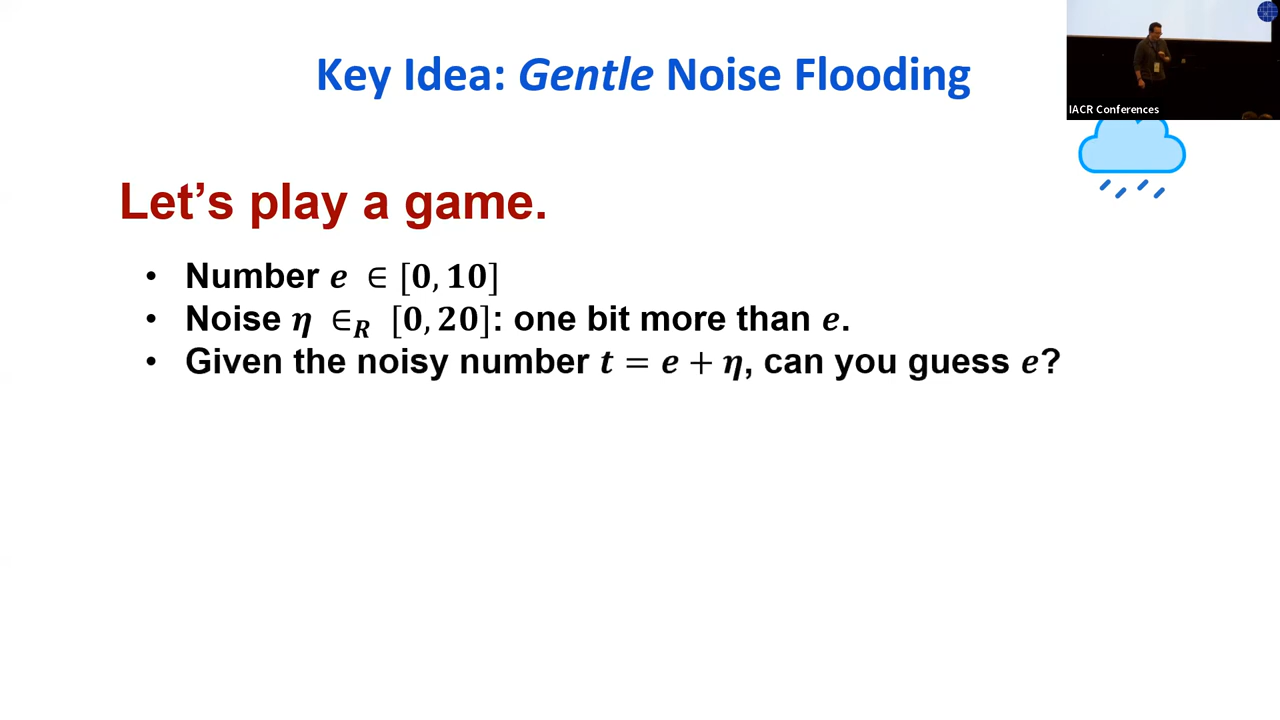 Key Idea: Gentle Noise Flooding
IACR Conferences
Let's play a game.
• Number e ∈ [0, 10]
• Noise η ∈R [0, 20]: one bit more than e.
• Given the noisy number t = e + η, can you guess e?